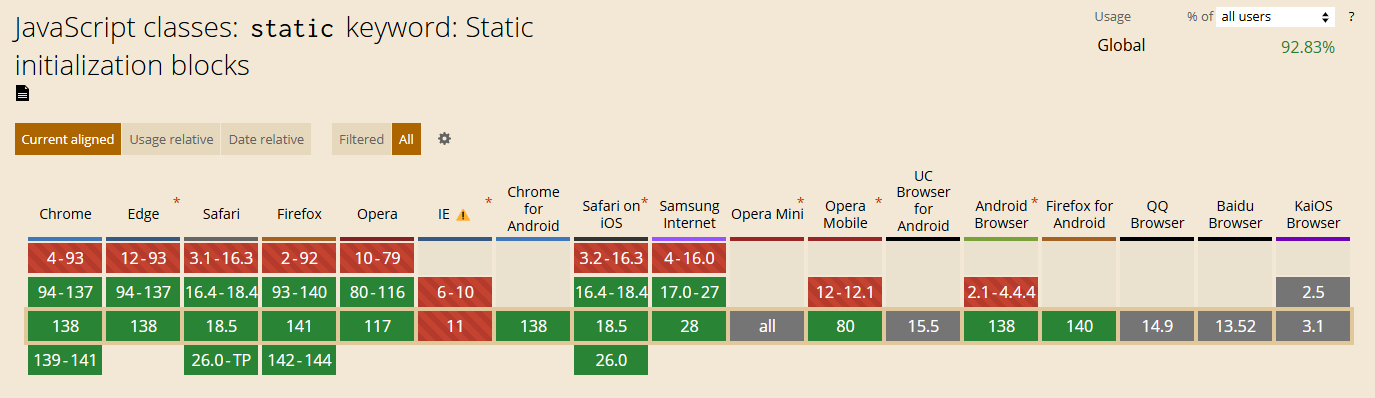 JavaScript classes: static keyword: Static
initialization blocks
Usage % of all users ?
Global 92.83%
Current aligned Usage relative Date relative Filtered All
Chrome Edge * Safari Firefox Opera IE * Chrome for Android Safari on iOS * Samsung Internet Opera Mini * Opera Mobile * UC Browser for Android Android Browser * Firefox for Android QQ Browser Baidu Browser KaiOS Browser
4-93 12-93 3.1-16.3 2-92 10-79 3.2-16.3 4-16.0
94-137 94-137 16.4-18.4 93-140 80-116 6-10 16.4-18.4 17.0-27 12-12.1 2.1-4.4.4 2.5
138 138 18.5 141 117 11 138 18.5 28 all 80 15.5 138 140 14.9 13.52 3.1
139-141 26.0-TP 142-144 26.0